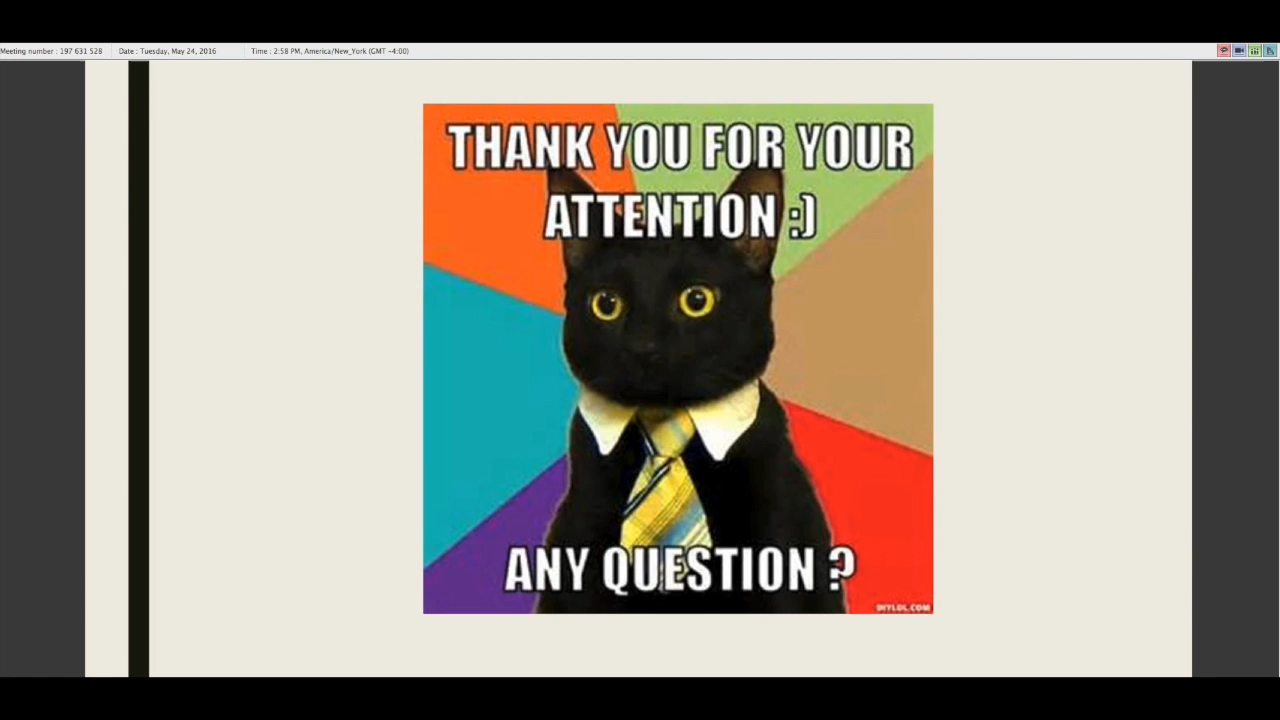 Meeting number : 197 631 528 Date : Tuesday, May 24, 2016 Time : 2:58 PM, America/New_York (GMT -4:00)
THANK YOU FOR YOUR
ATTENTION :)
ANY QUESTION ?
DIYLOL.COM